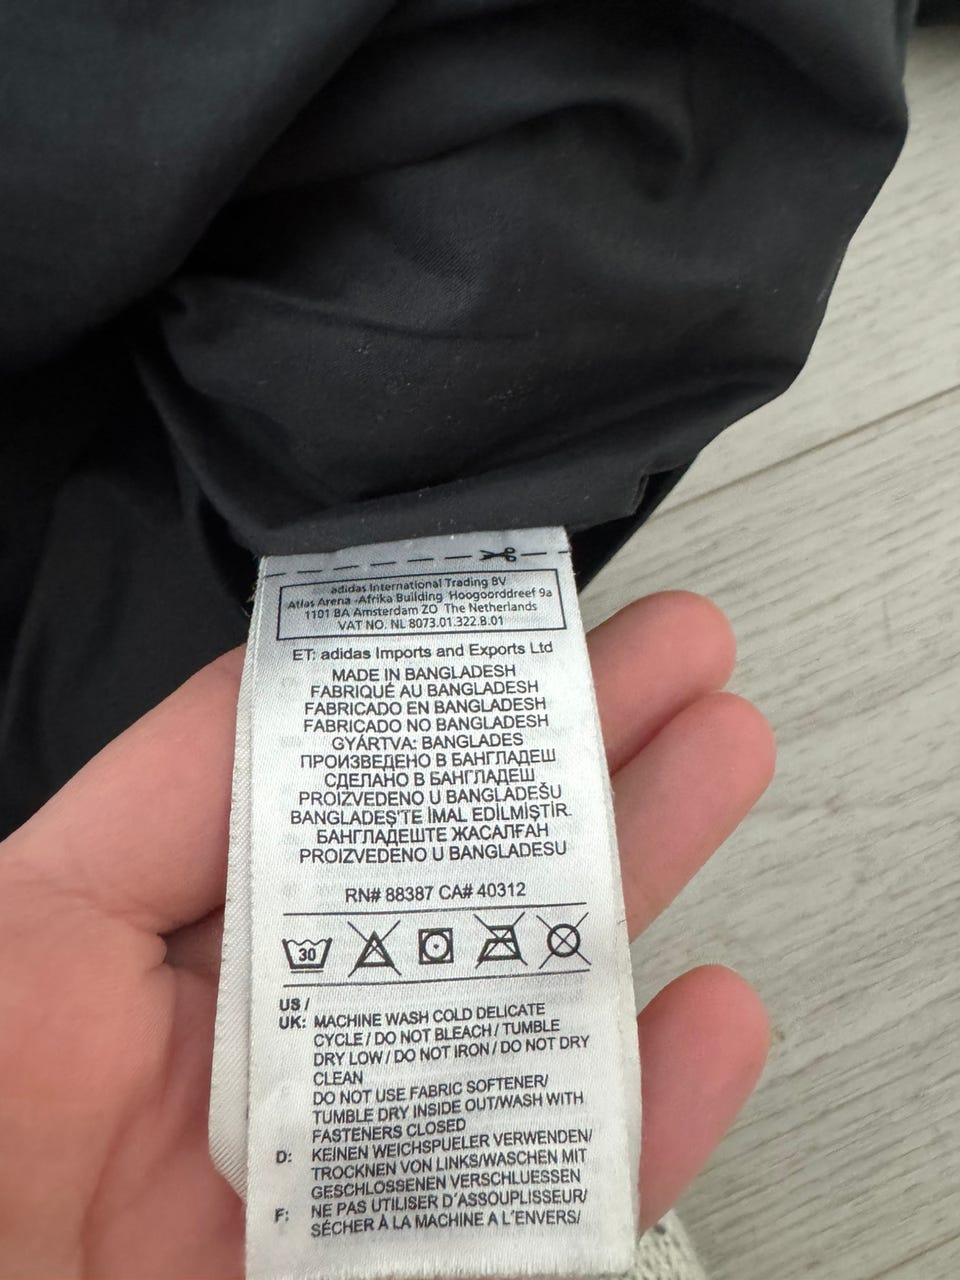 adidas International Trading BV
Atlas Arena -Afrika Building Hoogoorddreef 9a
1101 BA Amsterdam ZO The Netherlands
VAT NO. NL 8073.01.322.B.01
ET: adidas Imports and Exports Ltd
MADE IN BANGLADESH
FABRIQUÉ AU BANGLADESH
FABRICADO EN BANGLADESH
FABRICADO NO BANGLADESH
GYÁRTVA: BANGLADES
ПРОИЗВЕДЕНО В БАНГЛАДЕШ
СДЕЛАНО В БАНГЛАДЕШ
PROIZVEDENO U BANGLADEŠU
BANGLADEŞ'TE İMAL EDİLMİŞTİR.
БАНГЛАДЕШТЕ ЖАСАЛҒАН
PROIZVEDENO U BANGLADESU
RN# 88387 CA# 40312
30
US /
UK: MACHINE WASH COLD DELICATE
CYCLE / DO NOT BLEACH / TUMBLE
DRY LOW / DO NOT IRON / DO NOT DRY
CLEAN
DO NOT USE FABRIC SOFTENER/
TUMBLE DRY INSIDE OUT/WASH WITH
FASTENERS CLOSED
D: KEINEN WEICHSPUELER VERWENDEN/
TROCKNEN VON LINKS/WASCHEN MIT
GESCHLOSSENEN VERSCHLUESSEN
F: NE PAS UTILISER D´ASSOUPLISSEUR/
SÉCHER À LA MACHINE A L´ENVERS/